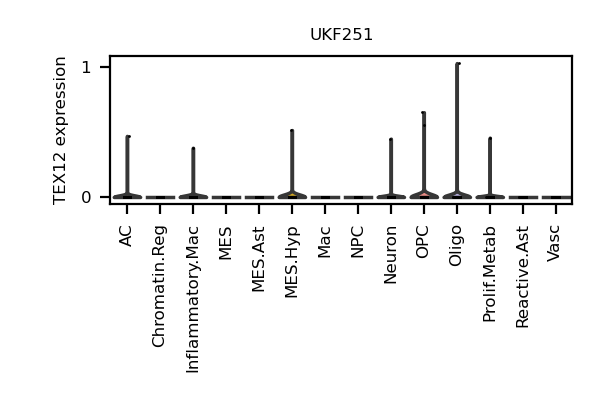 UKF251
TEX12 expression
1
0
AC
Chromatin.Reg
Inflammatory.Mac
MES
MES.Ast
MES.Hyp
Mac
NPC
Neuron
OPC
Oligo
Prolif.Metab
Reactive.Ast
Vasc